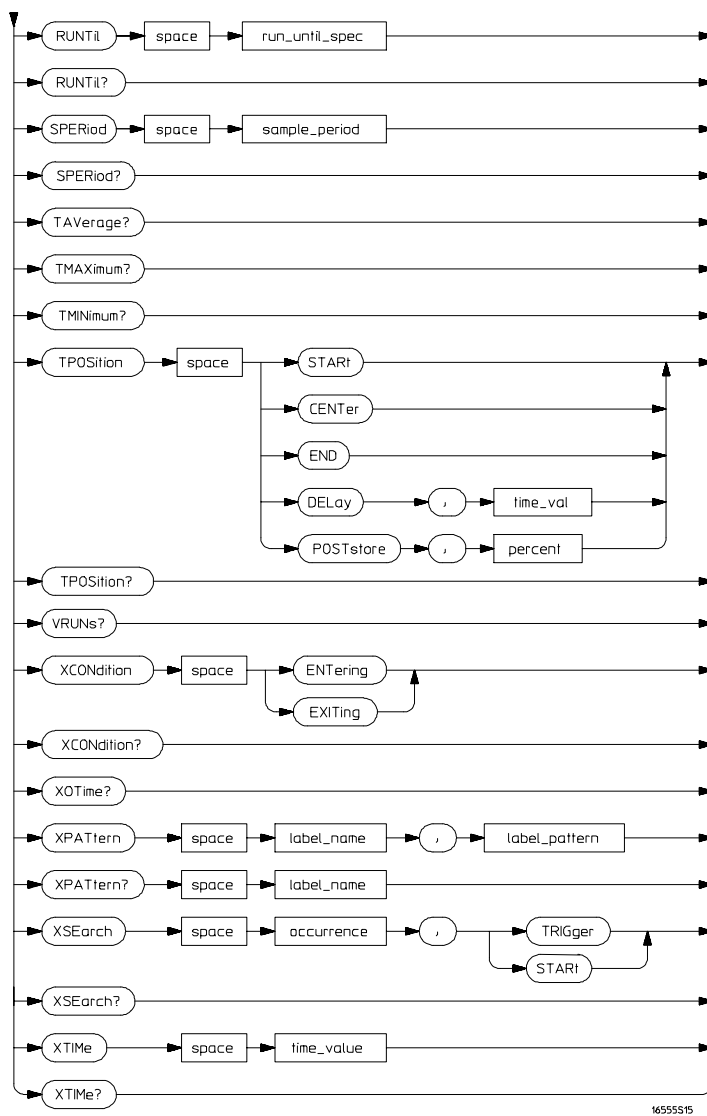 RUNTil space run_until_spec
RUNTil?
SPERiod space sample_period
SPERiod?
TAVerage?
TMAXimum?
TMINimum?
TPOSition space STARt
CENTer
END
DELay , time_val
POSTstore , percent
TPOSition?
VRUNs?
XCONdition space ENTering
EXITing
XCONdition?
XOTime?
XPATtern space label_name , label_pattern
XPATtern? space label_name
XSEarch space occurrence , TRIGger
STARt
XSEarch?
XTIMe space time_value
XTIMe?
16555S15